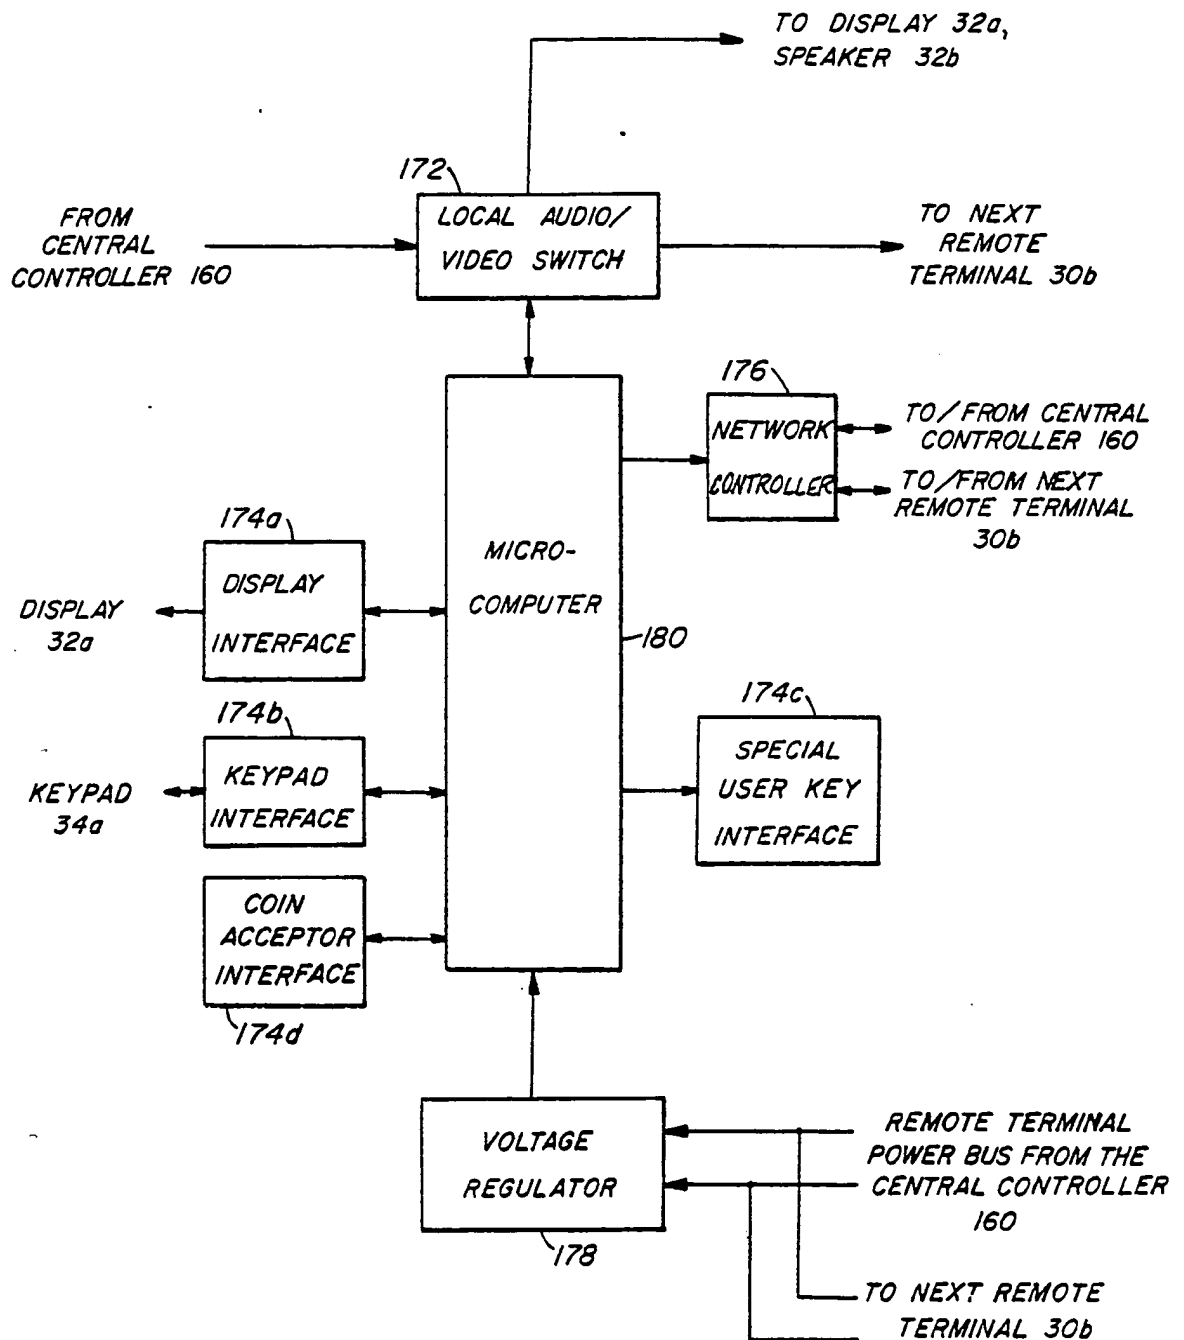 TO DISPLAY 32a,
SPEAKER 32b
172
LOCAL AUDIO/
VIDEO SWITCH
FROM
CENTRAL
CONTROLLER 160
TO NEXT
REMOTE
TERMINAL 30b
176
NETWORK
CONTROLLER
TO/FROM CENTRAL
CONTROLLER 160
TO/FROM NEXT
REMOTE TERMINAL
30b
MICRO-
COMPUTER
180
174a
DISPLAY
INTERFACE
DISPLAY
32a
174b
KEYPAD
INTERFACE
KEYPAD
34a
174c
SPECIAL
USER KEY
INTERFACE
COIN
ACCEPTOR
INTERFACE
174d
VOLTAGE
REGULATOR
178
REMOTE TERMINAL
POWER BUS FROM THE
CENTRAL CONTROLLER
160
TO NEXT REMOTE
TERMINAL 30b